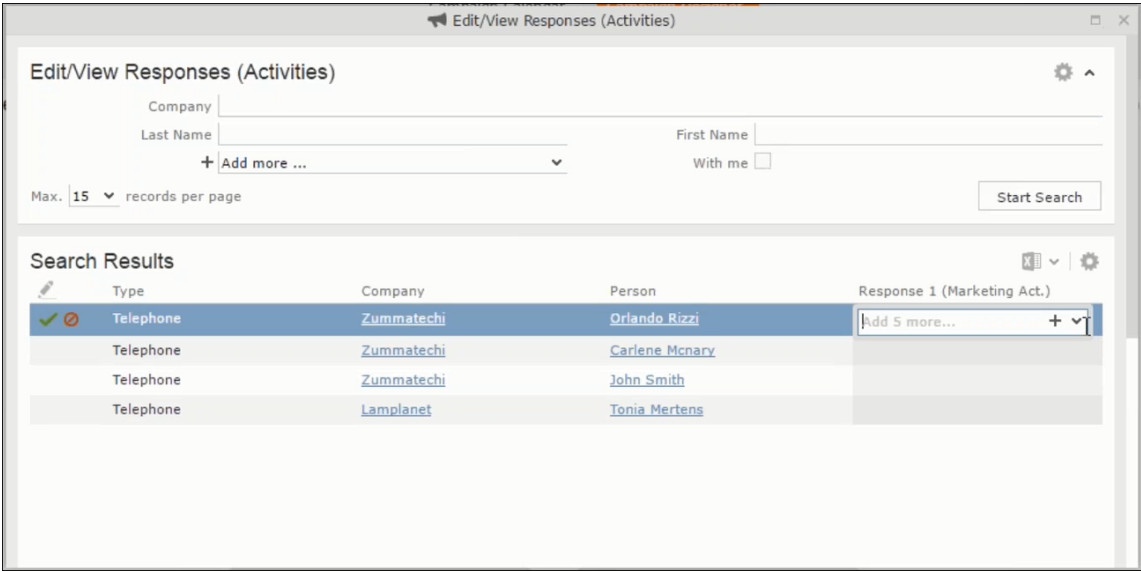 Edit/View Responses (Activities)
Edit/View Responses (Activities)
Company
Last Name First Name
+ Add more ... With me
Max. 15 records per page Start Search
Search Results
Type Company Person Response 1 (Marketing Act.)
Telephone Zummatechi Orlando Rizzi Add 5 more... +
Telephone Zummatechi Carlene Mcnary
Telephone Zummatechi John Smith
Telephone Lamplanet Tonia Mertens